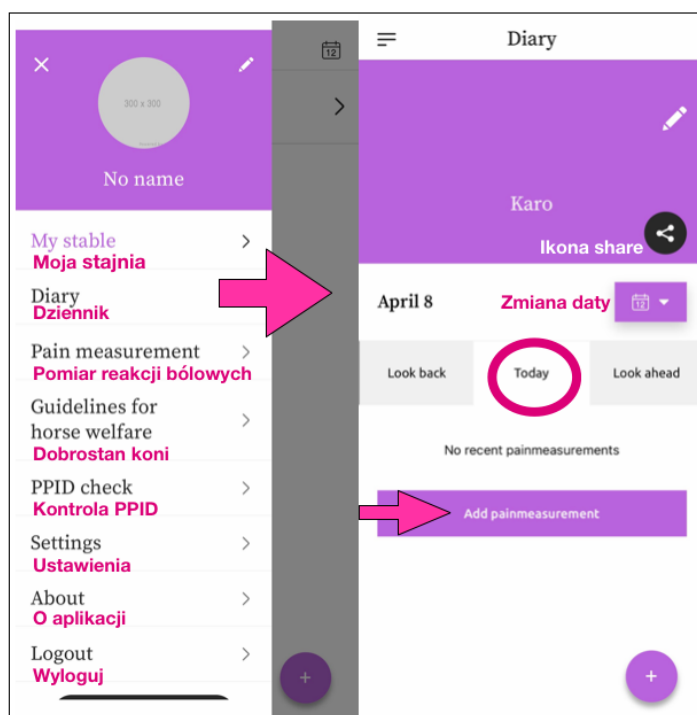 12
300 x 300
No name
My stable
Moja stajnia
Diary
Dziennik
Pain measurement
Pomiar reakcji bólowych
Guidelines for
horse welfare
Dobrostan koni
PPID check
Kontrola PPID
Settings
Ustawienia
About
O aplikacji
Logout
Wyloguj
+
Diary
Karo
Ikona share
April 8
Zmiana daty
12
Look back
Today
Look ahead
No recent painmeasurements
Add painmeasurement
+